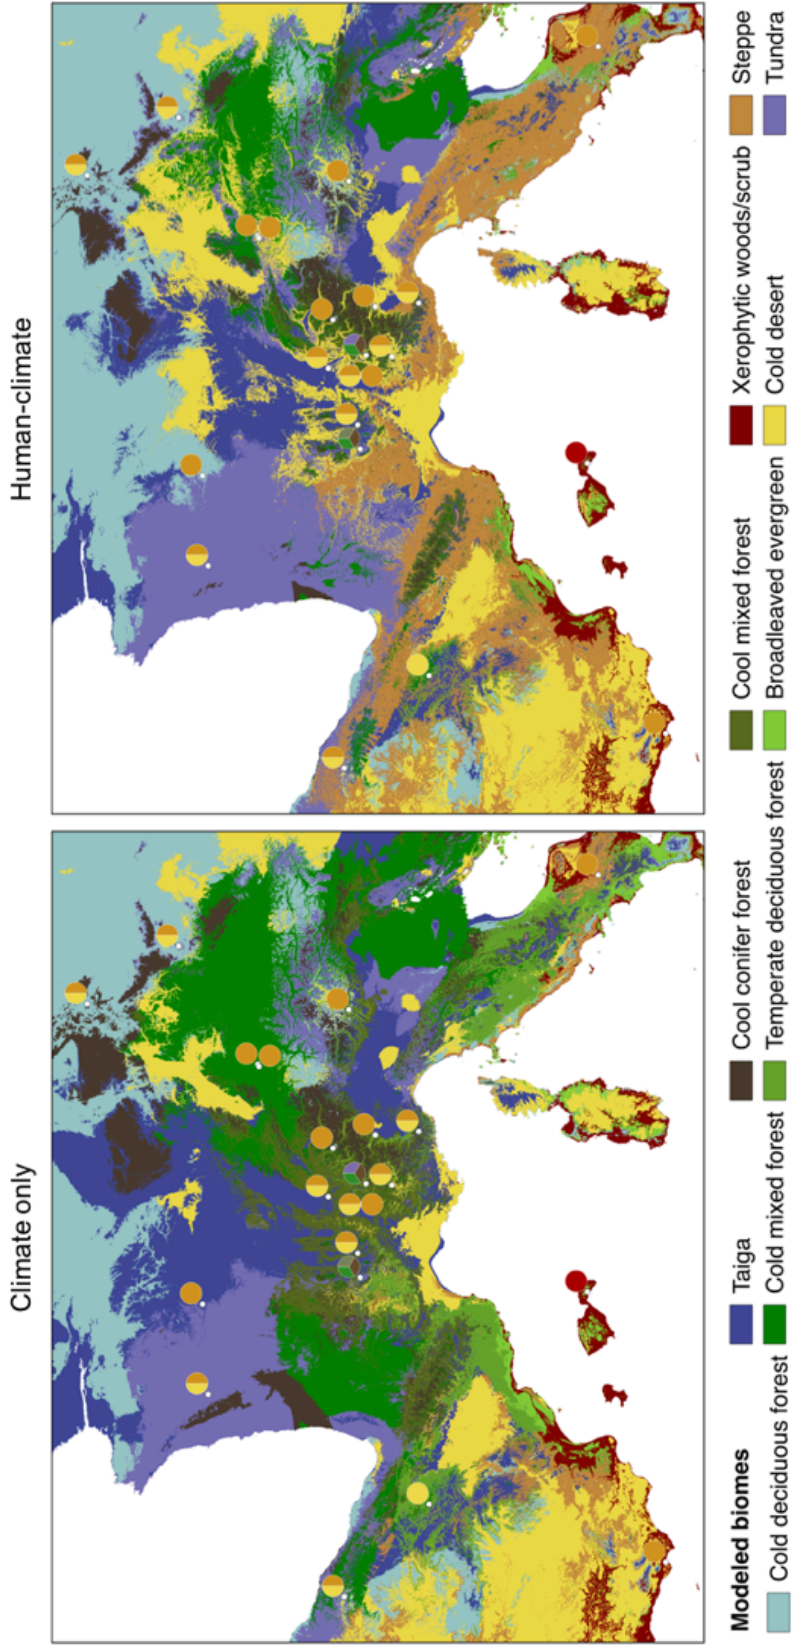 Climate only
Human-climate
Modeled biomes
Taiga
Cool conifer forest
Cool mixed forest
Xerophytic woods/scrub
Steppe
Cold deciduous forest
Cold mixed forest
Temperate deciduous forest
Broadleaved evergreen
Cold desert
Tundra